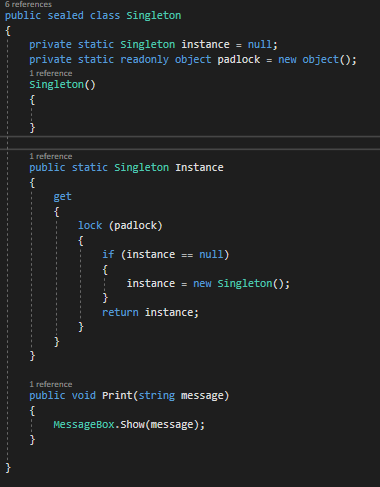 6 references
public sealed class Singleton
{
private static Singleton instance = null;
private static readonly object padlock = new object();
1 reference
Singleton()
{
}
1 reference
public static Singleton Instance
{
get
{
lock (padlock)
{
if (instance == null)
{
instance = new Singleton();
}
return instance;
}
}
}
1 reference
public void Print(string message)
{
MessageBox.Show(message);
}
}